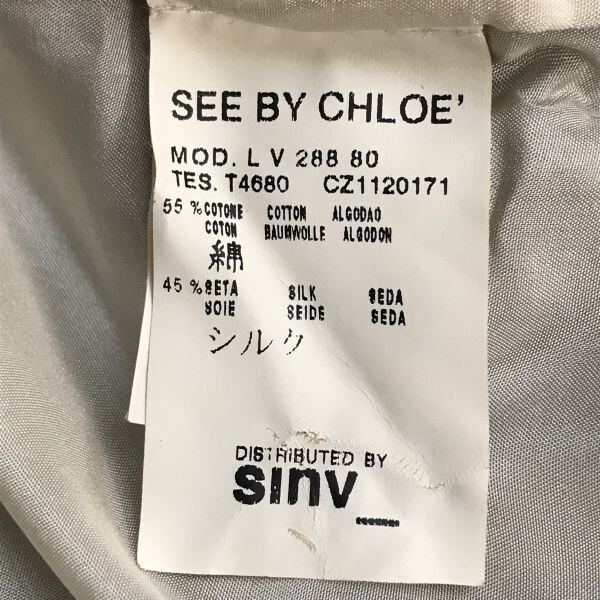 SEE BY CHLOE'
MOD. L V 288 80
TES. T4680 CZ1120171
55 % COTONE COTTON ALGODAO
COTON BAUMWOLLE ALGODON
綿
45 % SETA SILK SEDA
SOIE SEIDE SEDA
シルク
DISTRIBUTED BY
sinv